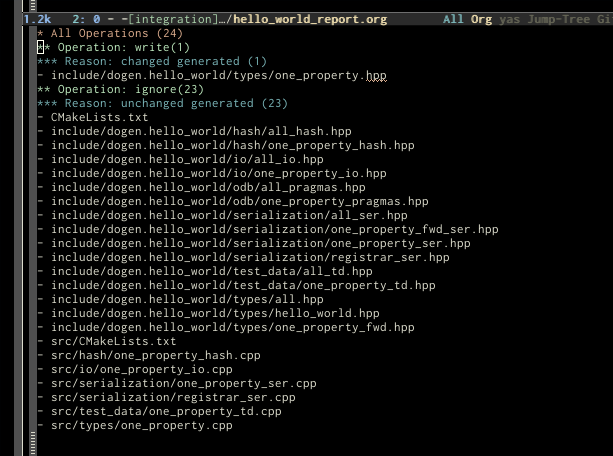 1.2k 2: 0 - -[integration]…/hello_world_report.org All Org yas Jump-Tree Gi
* All Operations (24)
** Operation: write(1)
*** Reason: changed generated (1)
- include/dogen.hello_world/types/one_property.hpp
** Operation: ignore(23)
*** Reason: unchanged generated (23)
- CMakeLists.txt
- include/dogen.hello_world/hash/all_hash.hpp
- include/dogen.hello_world/hash/one_property_hash.hpp
- include/dogen.hello_world/io/all_io.hpp
- include/dogen.hello_world/io/one_property_io.hpp
- include/dogen.hello_world/odb/all_pragmas.hpp
- include/dogen.hello_world/odb/one_property_pragmas.hpp
- include/dogen.hello_world/serialization/all_ser.hpp
- include/dogen.hello_world/serialization/one_property_fwd_ser.hpp
- include/dogen.hello_world/serialization/one_property_ser.hpp
- include/dogen.hello_world/serialization/registrar_ser.hpp
- include/dogen.hello_world/test_data/all_td.hpp
- include/dogen.hello_world/test_data/one_property_td.hpp
- include/dogen.hello_world/types/all.hpp
- include/dogen.hello_world/types/hello_world.hpp
- include/dogen.hello_world/types/one_property_fwd.hpp
- src/CMakeLists.txt
- src/hash/one_property_hash.cpp
- src/io/one_property_io.cpp
- src/serialization/one_property_ser.cpp
- src/serialization/registrar_ser.cpp
- src/test_data/one_property_td.cpp
- src/types/one_property.cpp